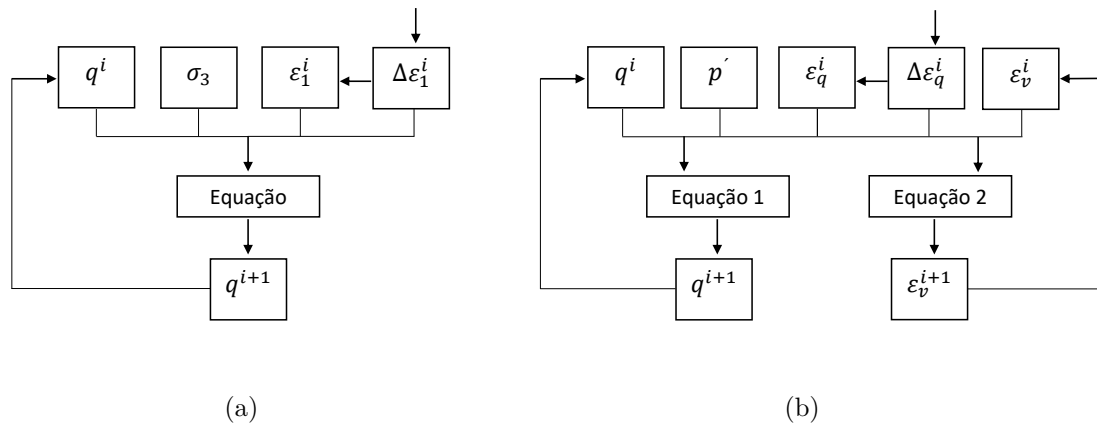 q^i σ_3 ε_1^i Δε_1^i
Equação
q^{i+1}
(a)
q^i p´ ε_q^i Δε_q^i ε_v^i
Equação 1 Equação 2
q^{i+1} ε_v^{i+1}
(b)